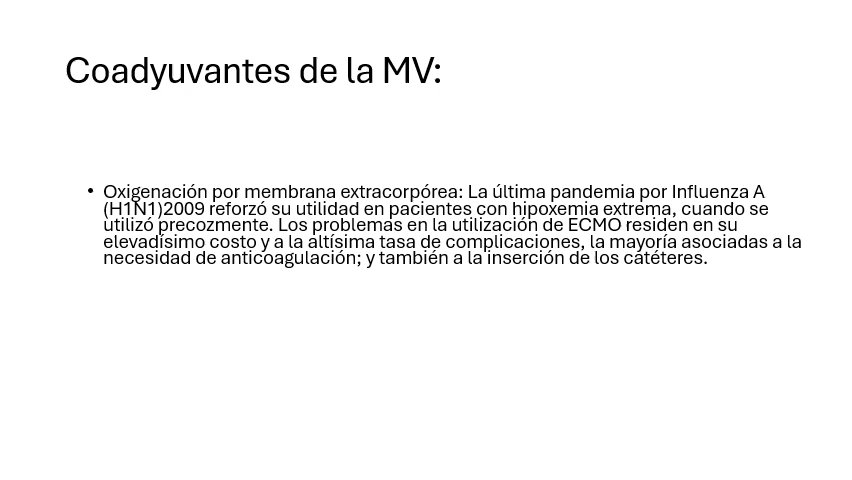 Coadyuvantes de la MV:
• Oxigenación por membrana extracorpórea: La última pandemia por Influenza A
(H1N1)2009 reforzó su utilidad en pacientes con hipoxemia extrema, cuando se
utilizó precozmente. Los problemas en la utilización de ECMO residen en su
elevadísimo costo y a la altísima tasa de complicaciones, la mayoría asociadas a la
necesidad de anticoagulación; y también a la inserción de los catéteres.